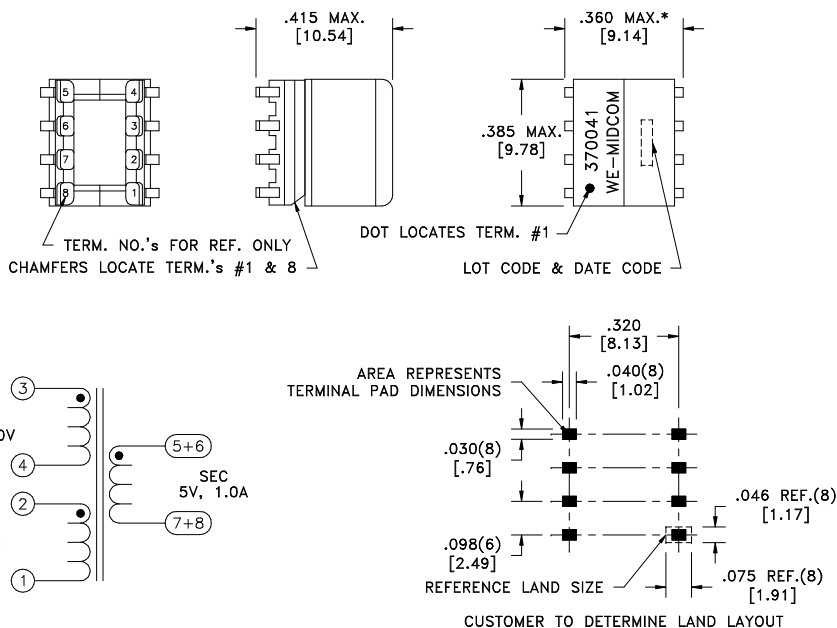 .415 MAX.
[10.54]
.360 MAX.*
[9.14]
5
4
6
3
7
2
8
1
.385 MAX.
[9.78]
370041
WE-MIDCOM
TERM. NO.'s FOR REF. ONLY
CHAMFERS LOCATE TERM.'s #1 & 8
DOT LOCATES TERM. #1
LOT CODE & DATE CODE
3
0V
4
2
1
5+6
SEC
5V, 1.0A
7+8
.320
[8.13]
AREA REPRESENTS
TERMINAL PAD DIMENSIONS
.040(8)
[1.02]
.030(8)
[.76]
.098(6)
[2.49]
.046 REF.(8)
[1.17]
REFERENCE LAND SIZE
.075 REF.(8)
[1.91]
CUSTOMER TO DETERMINE LAND LAYOUT